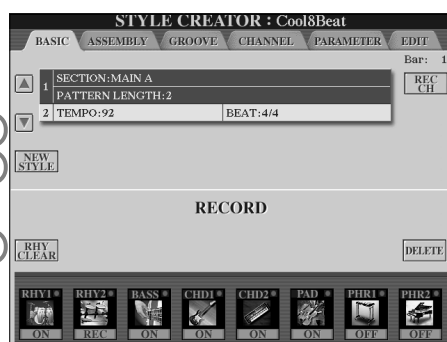 STYLE CREATOR : Cool8Beat
BASIC ASSEMBLY GROOVE CHANNEL PARAMETER EDIT
Bar: 1
1 SECTION:MAIN A
PATTERN LENGTH:2
REC CH
2 TEMPO:92 BEAT:4/4
NEW STYLE
RECORD
RHY CLEAR
DELETE
RHY1 RHY2 BASS CHD1 CHD2 PAD PHR1 PHR2
ON REC ON ON ON ON OFF OFF